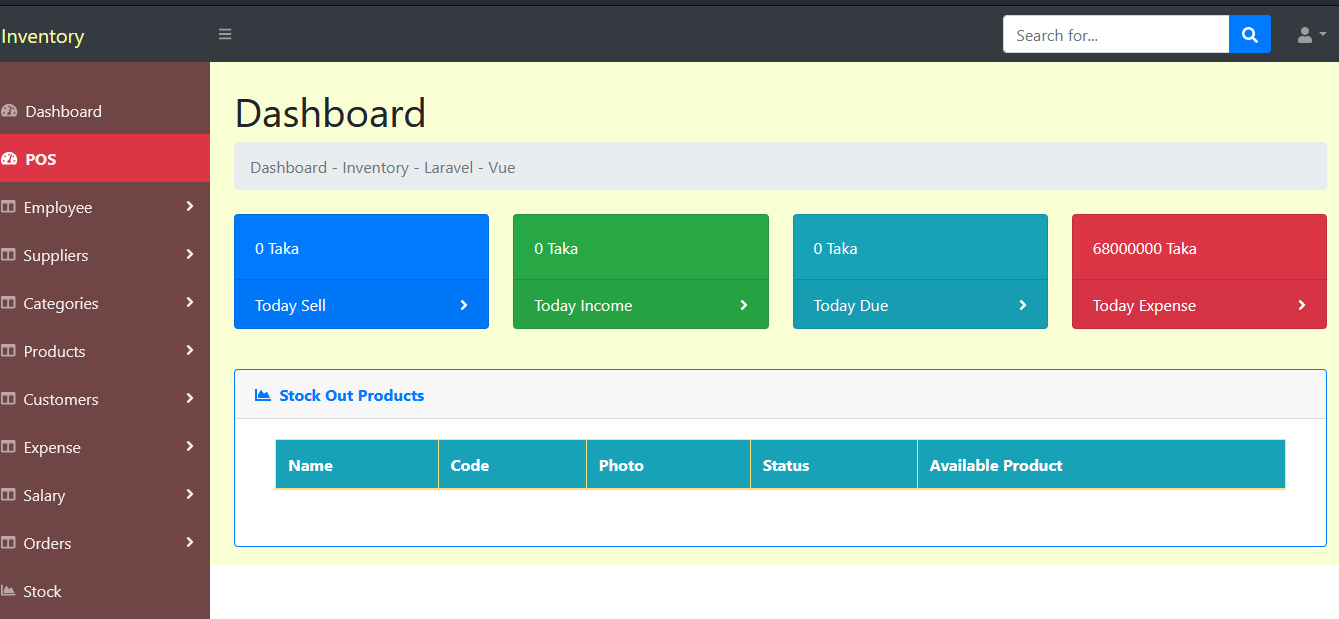 Inventory
Search for...
Dashboard
POS
Employee
Suppliers
Categories
Products
Customers
Expense
Salary
Orders
Stock
Dashboard
Dashboard - Inventory - Laravel - Vue
0 Taka
Today Sell
0 Taka
Today Income
0 Taka
Today Due
68000000 Taka
Today Expense
Stock Out Products
Name Code Photo Status Available Product